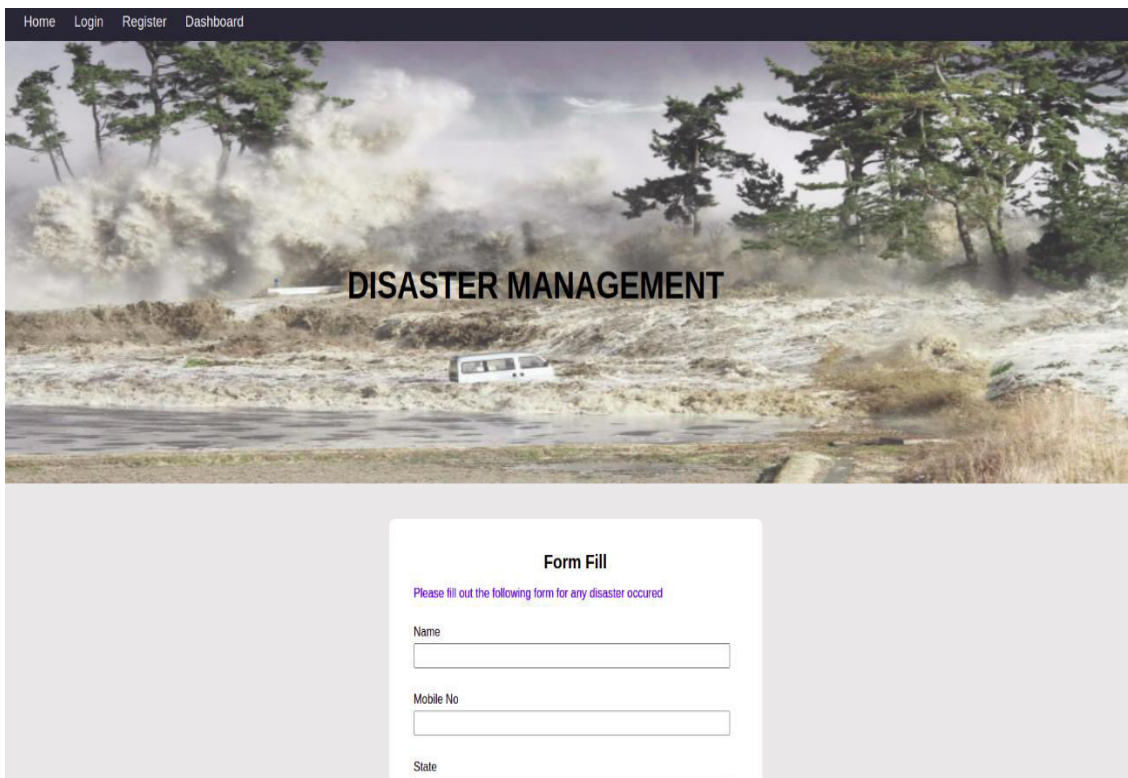 Home Login Register Dashboard
DISASTER MANAGEMENT
Form Fill
Please fill out the following form for any disaster occured
Name
Mobile No
State